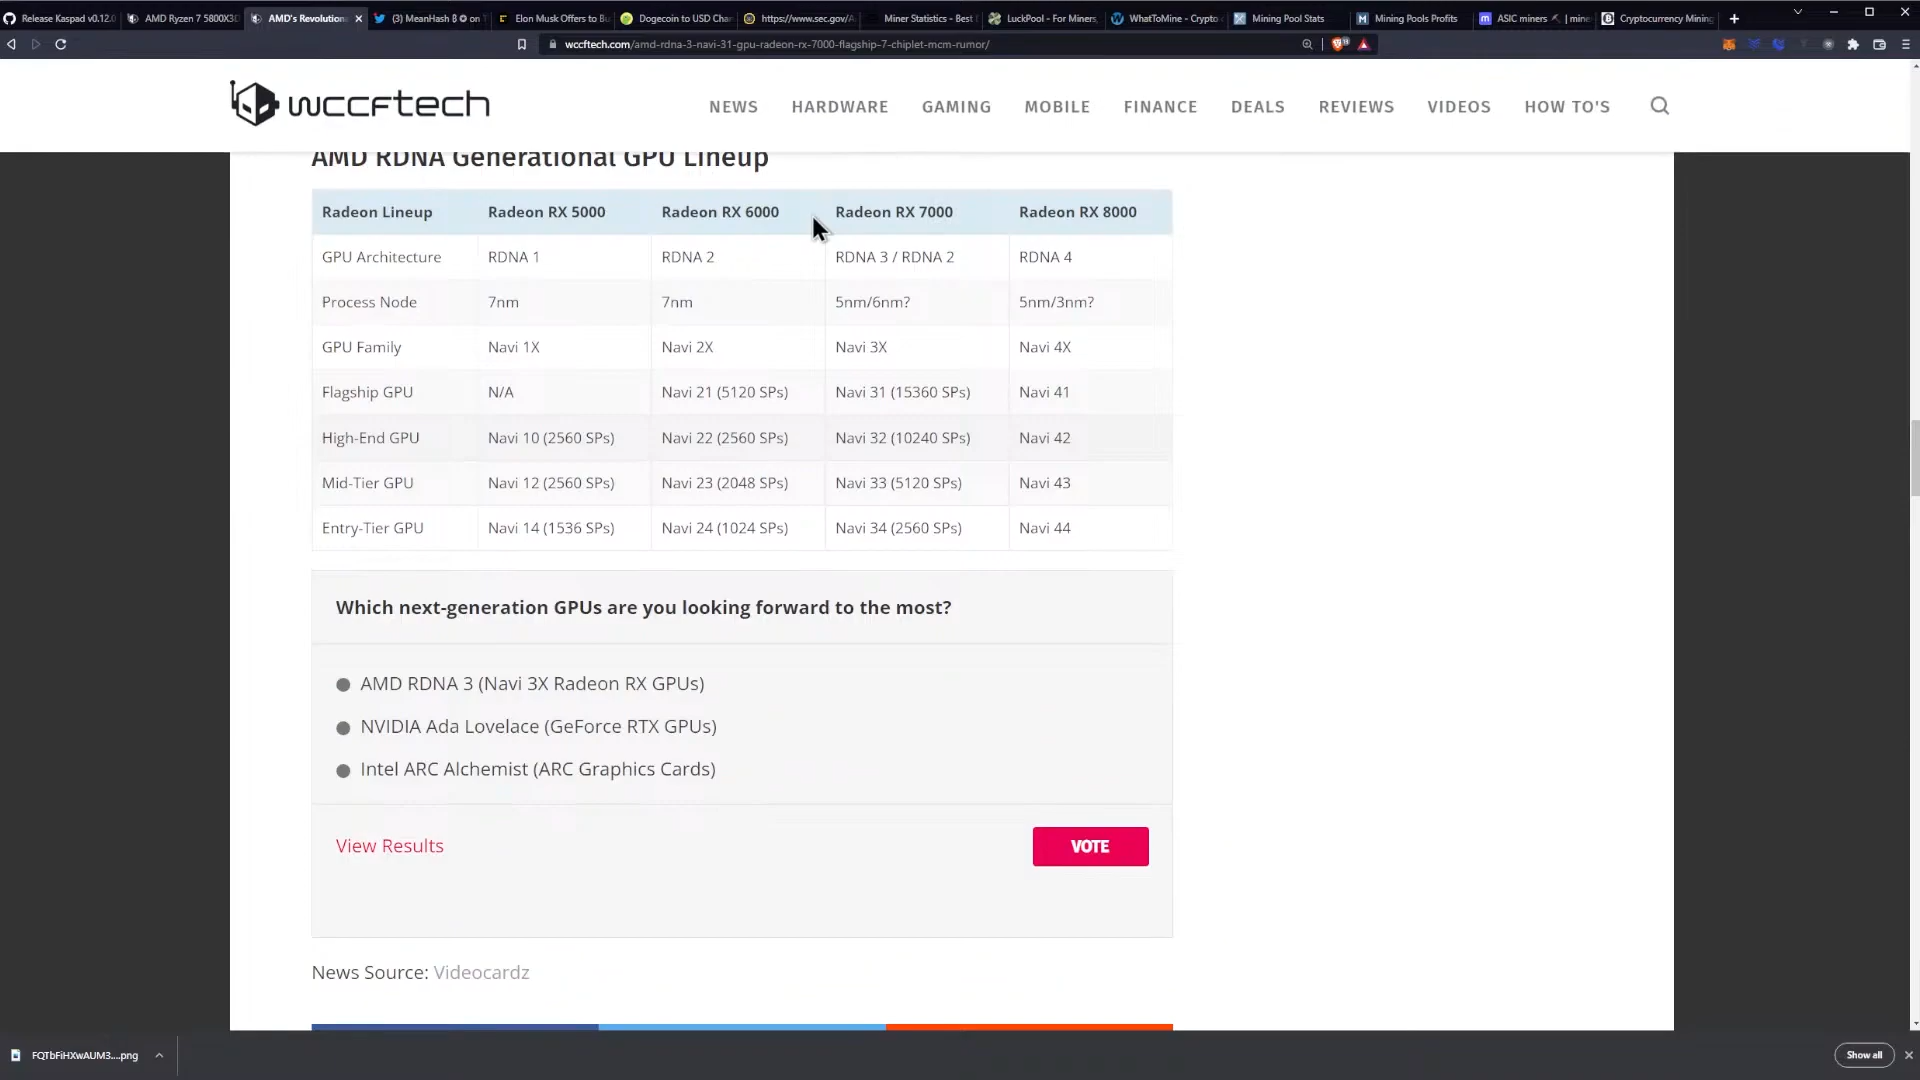 Release Kaspad v0.12.0
AMD Ryzen 7 5800X3D
AMD's Revolution
(3) MeanHash
on
Elon Musk Offers to Bu
Dogecoin to USD Char
https://www.sec.gov/A
Miner Statistics - Best
LuckPool - For Miners,
WhatToMine - Crypto
Mining Pool Stats
Mining Pools Profits
ASIC miners
mine
Cryptocurrency Mining
wccftech.com/amd-rdna-3-navi-31-gpu-radeon-rx-7000-flagship-7-chiplet-mcm-rumor/
wccftech
NEWS HARDWARE GAMING MOBILE FINANCE DEALS REVIEWS VIDEOS HOW TO'S
AMD RDNA Generational GPU Lineup
Radeon Lineup Radeon RX 5000 Radeon RX 6000 Radeon RX 7000 Radeon RX 8000
GPU Architecture RDNA 1 RDNA 2 RDNA 3 / RDNA 2 RDNA 4
Process Node 7nm 7nm 5nm/6nm? 5nm/3nm?
GPU Family Navi 1X Navi 2X Navi 3X Navi 4X
Flagship GPU N/A Navi 21 (5120 SPs) Navi 31 (15360 SPs) Navi 41
High-End GPU Navi 10 (2560 SPs) Navi 22 (2560 SPs) Navi 32 (10240 SPs) Navi 42
Mid-Tier GPU Navi 12 (2560 SPs) Navi 23 (2048 SPs) Navi 33 (5120 SPs) Navi 43
Entry-Tier GPU Navi 14 (1536 SPs) Navi 24 (1024 SPs) Navi 34 (2560 SPs) Navi 44
Which next-generation GPUs are you looking forward to the most?
AMD RDNA 3 (Navi 3X Radeon RX GPUs)
NVIDIA Ada Lovelace (GeForce RTX GPUs)
Intel ARC Alchemist (ARC Graphics Cards)
View Results
VOTE
News Source: Videocardz
FQTbFiHXwAUM3....png
Show all